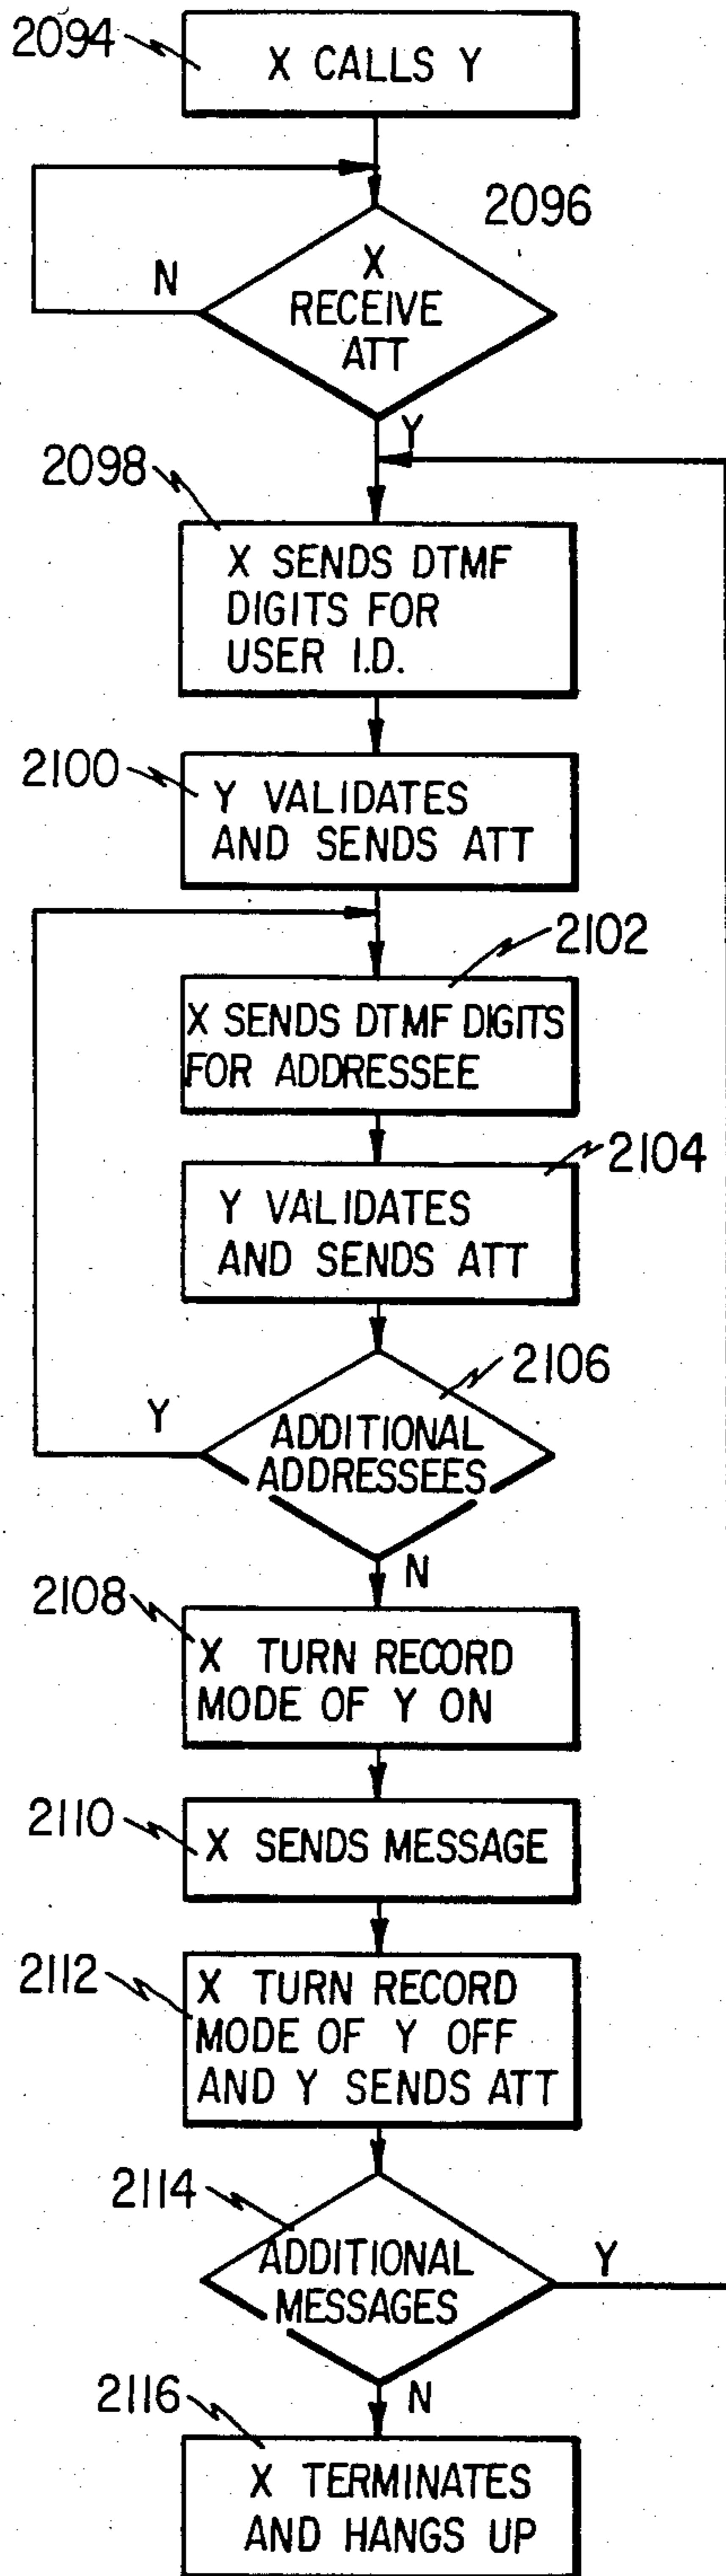 2094
X CALLS Y
2096
N
X
RECEIVE
ATT
Y
2098
X SENDS DTMF
DIGITS FOR
USER I.D.
2100
Y VALIDATES
AND SENDS ATT
2102
X SENDS DTMF DIGITS
FOR ADDRESSEE
2104
Y VALIDATES
AND SENDS ATT
2106
Y
ADDITIONAL
ADDRESSEES
N
2108
X TURN RECORD
MODE OF Y ON
2110
X SENDS MESSAGE
2112
X TURN RECORD
MODE OF Y OFF
AND Y SENDS ATT
2114
ADDITIONAL
MESSAGES
Y
N
2116
X TERMINATES
AND HANGS UP